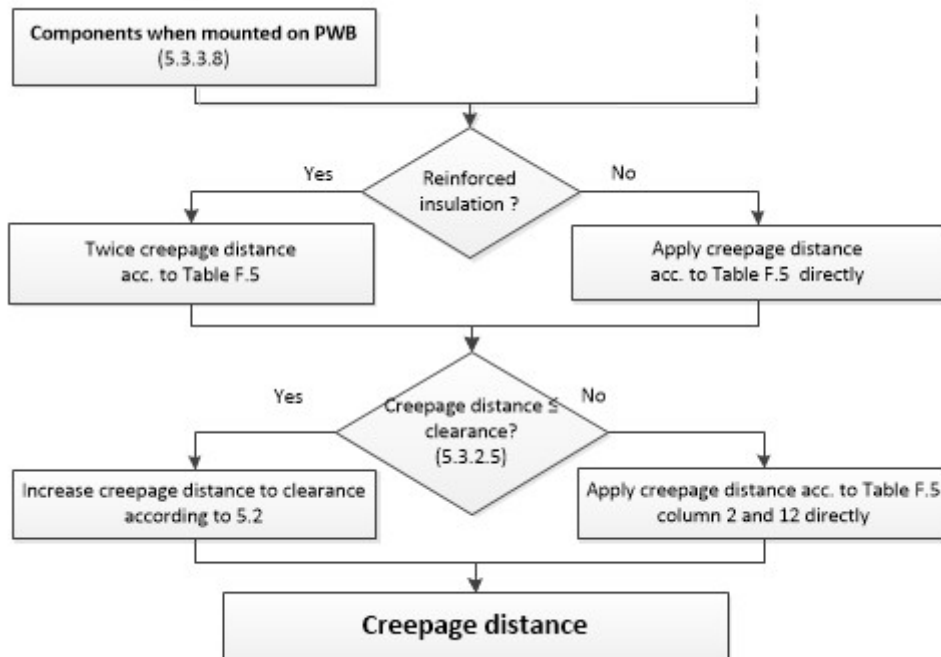 Components when mounted on PWB
(5.3.3.8)
Yes
Reinforced
insulation ?
No
Twice creepage distance
acc. to Table F.5
Apply creepage distance
acc. to Table F.5 directly
Yes
Creepage distance ≤
clearance?
(5.3.2.5)
No
Increase creepage distance to clearance
according to 5.2
Apply creepage distance acc. to Table F.5
column 2 and 12 directly
Creepage distance